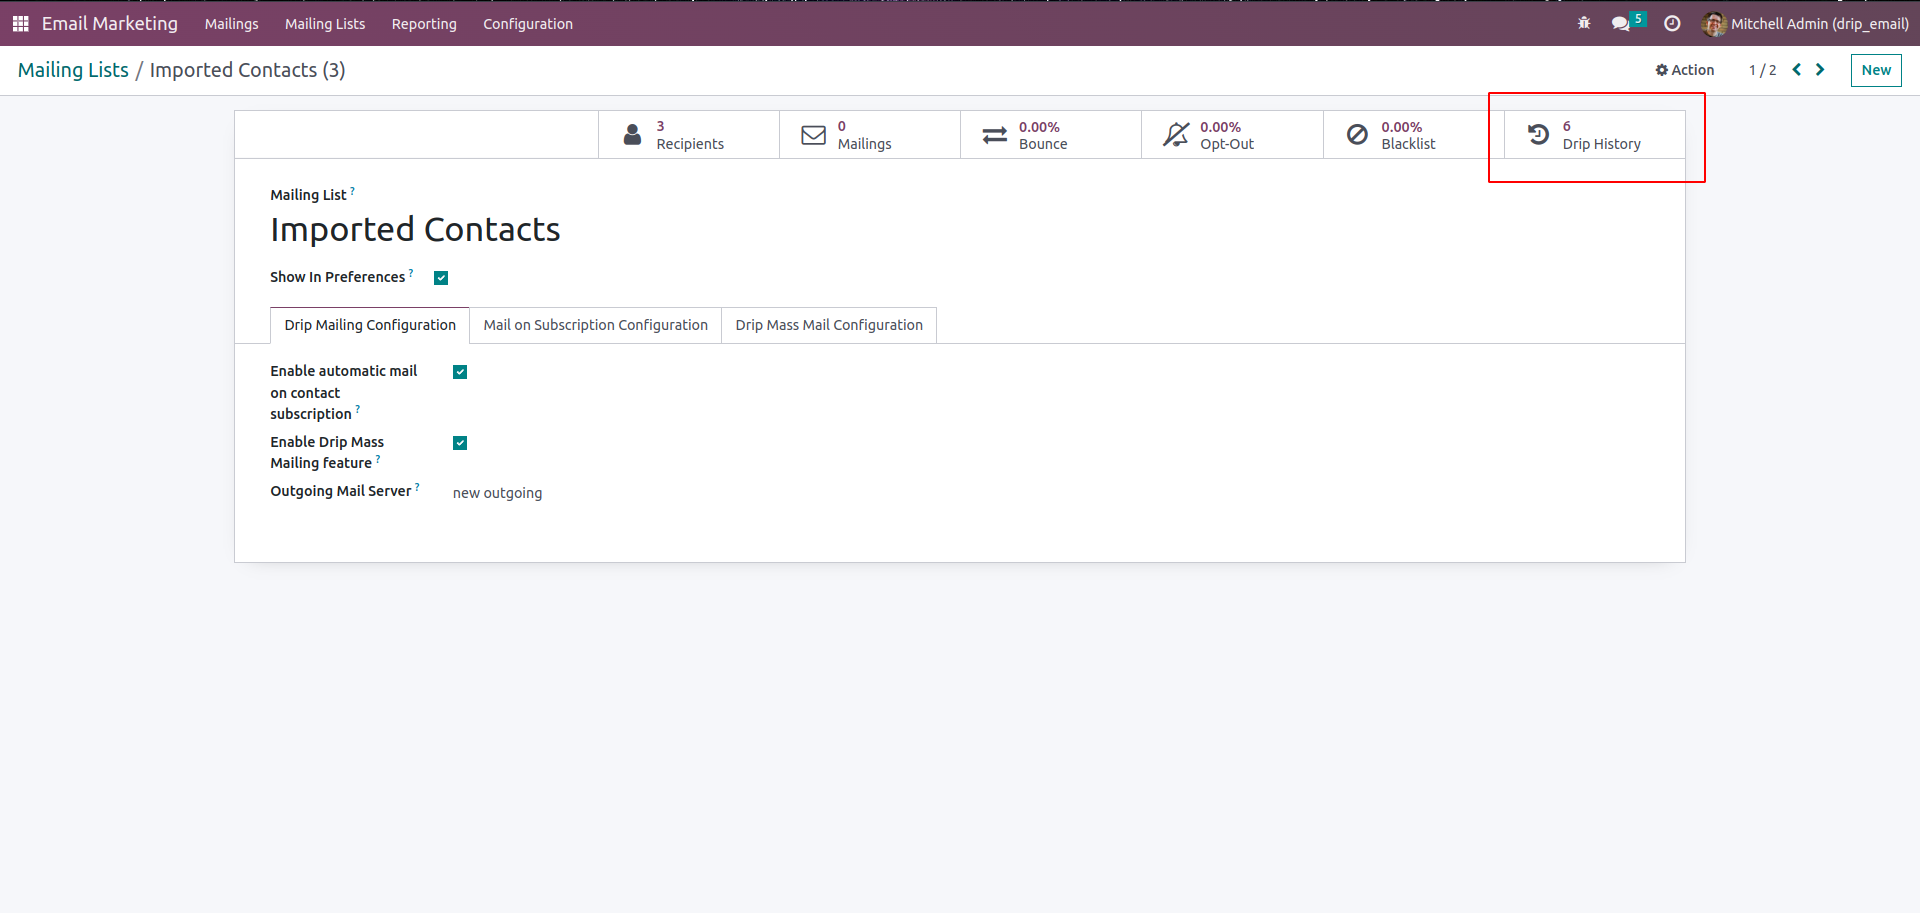 Email Marketing Mailings Mailing Lists Reporting Configuration 5 Mitchell Admin (drip_email)
Mailing Lists / Imported Contacts (3) Action 1 / 2 New
3 0 0.00% 0.00% 0.00% 6
Recipients Mailings Bounce Opt-Out Blacklist Drip History
Mailing List ?
Imported Contacts
Show In Preferences ?
Drip Mailing Configuration Mail on Subscription Configuration Drip Mass Mail Configuration
Enable automatic mail
on contact
subscription ?
Enable Drip Mass
Mailing feature ?
Outgoing Mail Server ? new outgoing